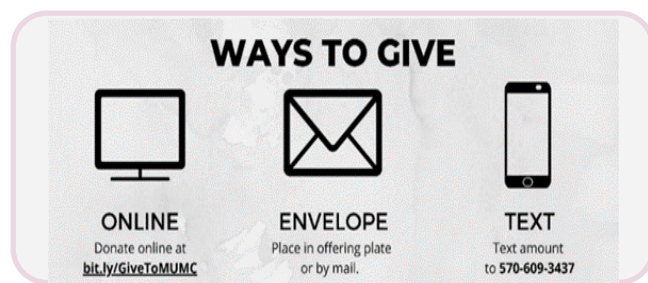 WAYS TO GIVE
ONLINE
Donate online at
bit.ly/GiveToMUMC
ENVELOPE
Place in offering plate
or by mail.
TEXT
Text amount
to 570-609-3437